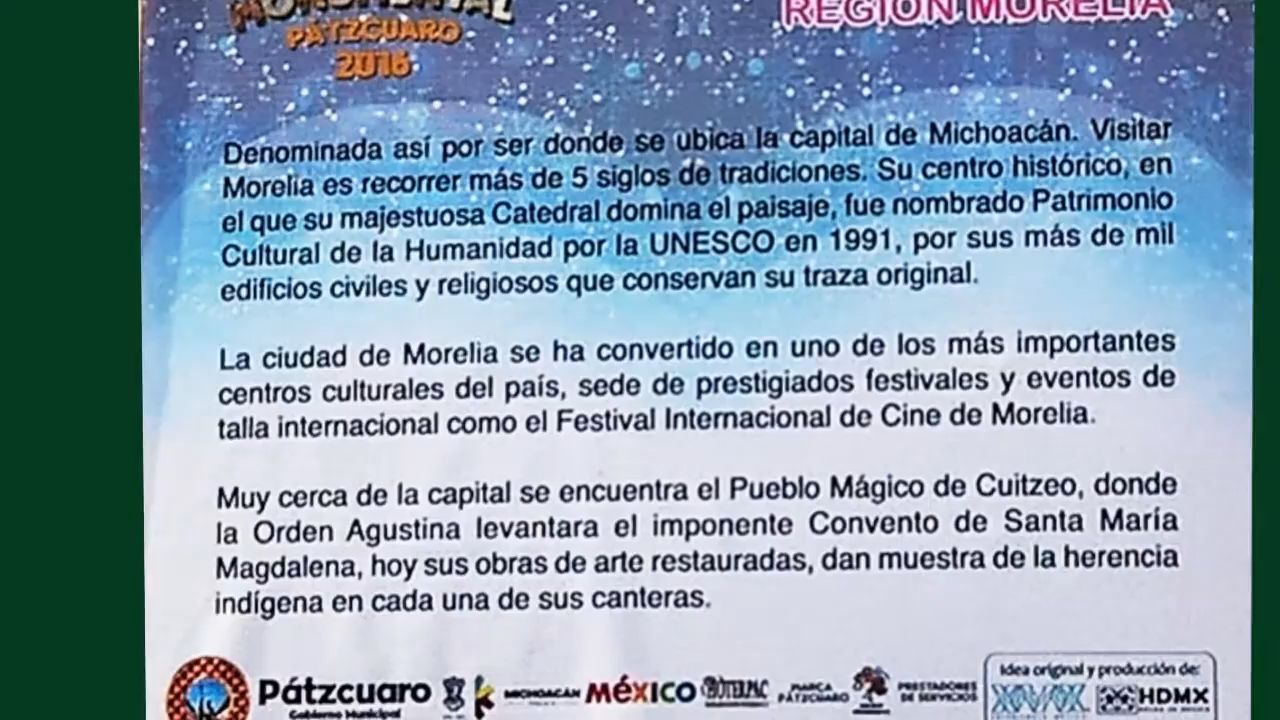 MONUMENTAL
PÁTZCUARO
2016
REGIÓN MORELIA
Denominada así por ser donde se ubica la capital de Michoacán. Visitar
Morelia es recorrer más de 5 siglos de tradiciones. Su centro histórico, en
el que su majestuosa Catedral domina el paisaje, fue nombrado Patrimonio
Cultural de la Humanidad por la UNESCO en 1991, por sus más de mil
edificios civiles y religiosos que conservan su traza original.
La ciudad de Morelia se ha convertido en uno de los más importantes
centros culturales del país, sede de prestigiados festivales y eventos de
talla internacional como el Festival Internacional de Cine de Morelia.
Muy cerca de la capital se encuentra el Pueblo Mágico de Cuitzeo, donde
la Orden Agustina levantara el imponente Convento de Santa María
Magdalena, hoy sus obras de arte restauradas, dan muestra de la herencia
indígena en cada una de sus canteras.
Pátzcuaro
Gobierno Municipal
MICHOACÁN
MéXICO
MARCA
PÁTZCUARO
PRESTADORES
DE SERVICIOS
Idea original y producción de:
HDMX